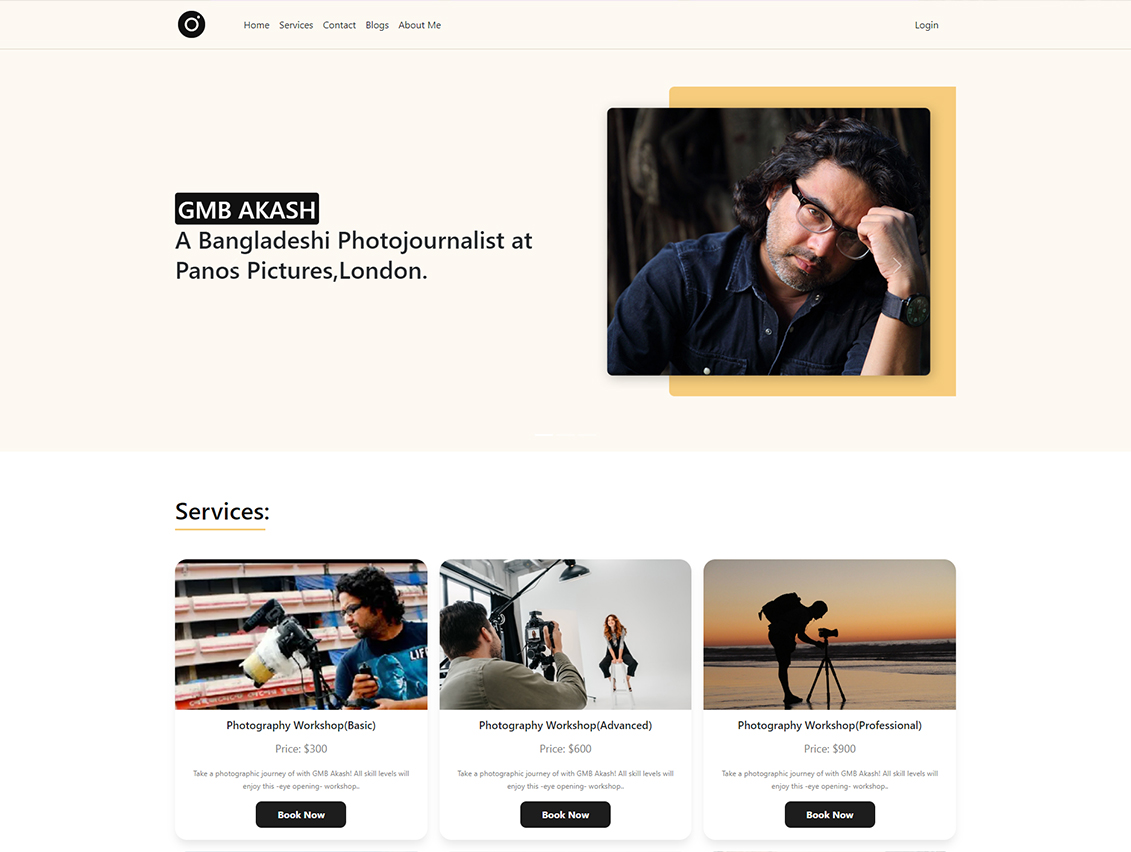 Home Services Contact Blogs About Me Login
GMB AKASH
A Bangladeshi Photojournalist at
Panos Pictures,London.
Services:
LIFE
Photography Workshop(Basic)
Price: $300
Take a photographic journey of with GMB Akash! All skill levels will
enjoy this -eye opening- workshop..
Book Now
Photography Workshop(Advanced)
Price: $600
Take a photographic journey of with GMB Akash! All skill levels will
enjoy this -eye opening- workshop..
Book Now
Photography Workshop(Professional)
Price: $900
Take a photographic journey of with GMB Akash! All skill levels will
enjoy this -eye opening- workshop..
Book Now